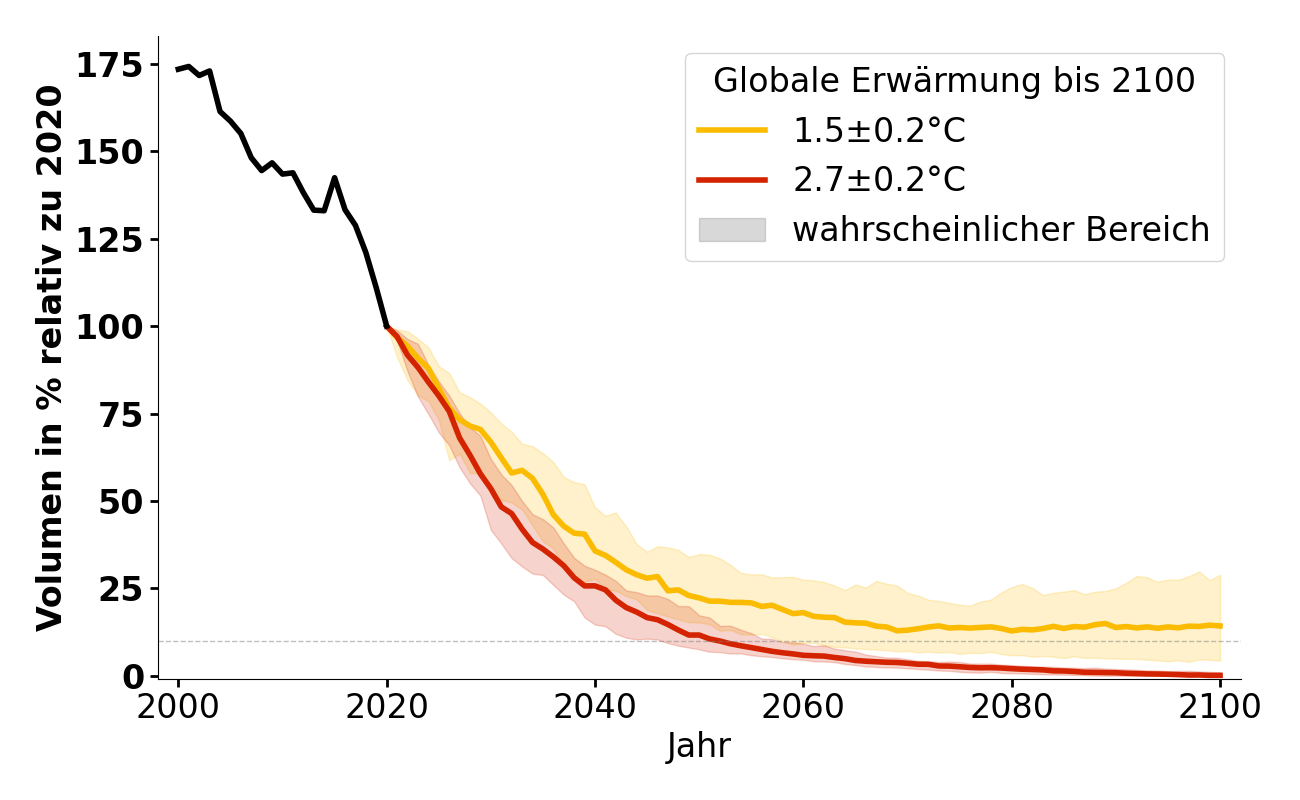 Volumen in % relativ zu 2020
175
150
125
100
75
50
25
0
Globale Erwärmung bis 2100
1.5±0.2°C
2.7±0.2°C
wahrscheinlicher Bereich
2000 2020 2040 2060 2080 2100
Jahr